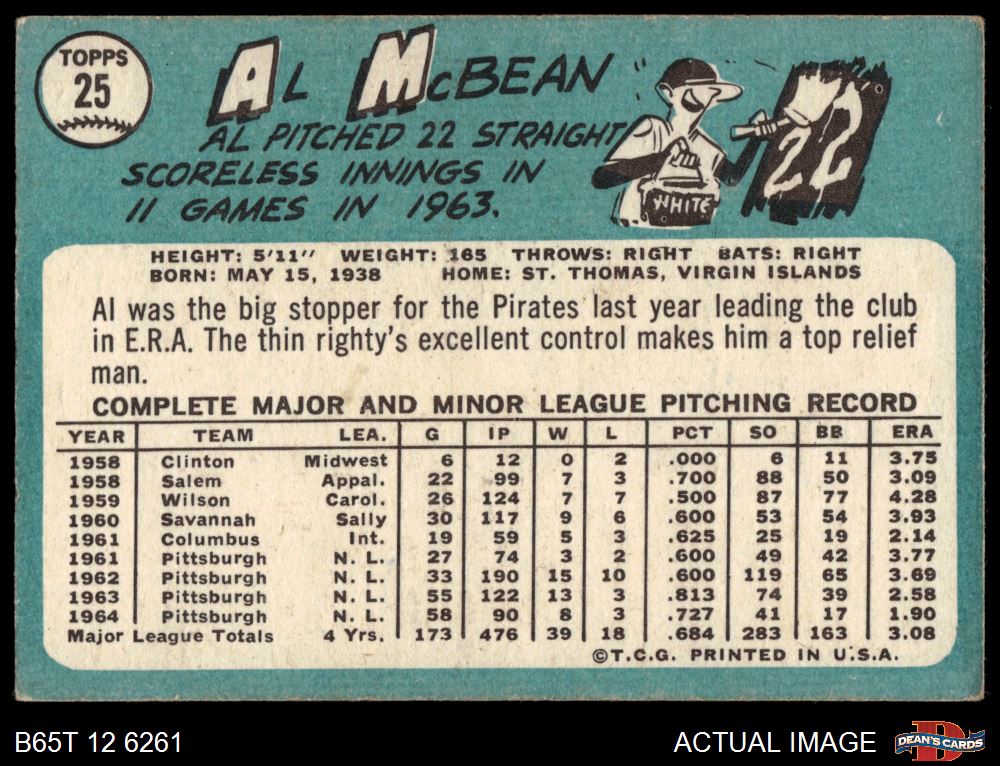 TOPPS
25
AL McBEAN
AL PITCHED 22 STRAIGHT
SCORELESS INNINGS IN
11 GAMES IN 1963.
WHITE
22
HEIGHT: 5'11" WEIGHT: 165 THROWS: RIGHT BATS: RIGHT
BORN: MAY 15, 1938 HOME: ST. THOMAS, VIRGIN ISLANDS
Al was the big stopper for the Pirates last year leading the club
in E.R.A. The thin righty's excellent control makes him a top relief
man.
COMPLETE MAJOR AND MINOR LEAGUE PITCHING RECORD
YEAR TEAM LEA. G IP W L PCT SO BB ERA
1958 Clinton Midwest 6 12 0 2 .000 6 11 3.75
1958 Salem Appal. 22 99 7 3 .700 88 50 3.09
1959 Wilson Carol. 26 124 7 7 .500 87 77 4.28
1960 Savannah Sally 30 117 9 6 .600 53 54 3.93
1961 Columbus Int. 19 59 5 3 .625 25 19 2.14
1961 Pittsburgh N. L. 27 74 3 2 .600 49 42 3.77
1962 Pittsburgh N. L. 33 190 15 10 .600 119 65 3.69
1963 Pittsburgh N. L. 55 122 13 3 .813 74 39 2.58
1964 Pittsburgh N. L. 58 90 8 3 .727 41 17 1.90
Major League Totals 4 Yrs. 173 476 39 18 .684 283 163 3.08
©T.C.G. PRINTED IN U.S.A.
B65T 12 6261
ACTUAL IMAGE
DEAN'S CARDS